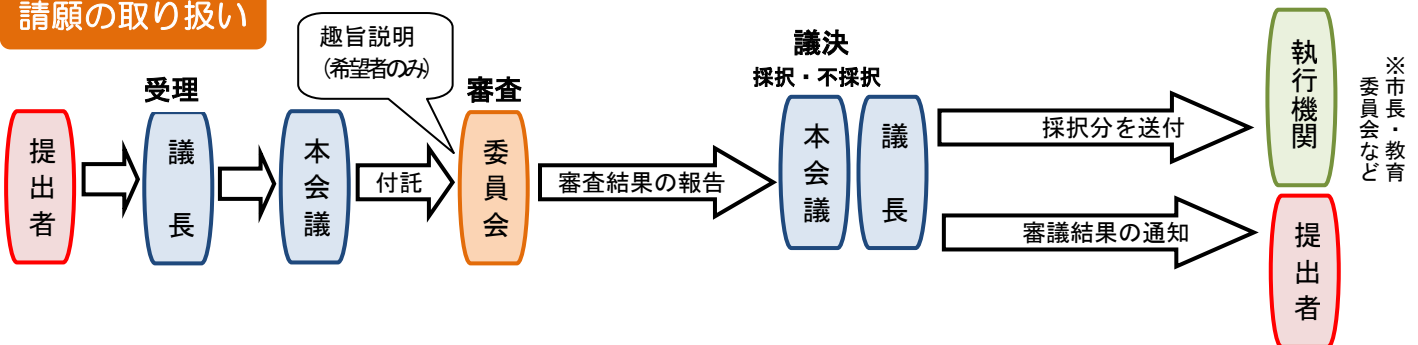 請願の取り扱い
趣旨説明
（希望者のみ）
受理
審査
議決
採択・不採択
提出者
議長
本会議
付託
委員会
審査結果の報告
本会議
議長
採択分を送付
審議結果の通知
執行機関
※市長・教育
委員会など
提出者